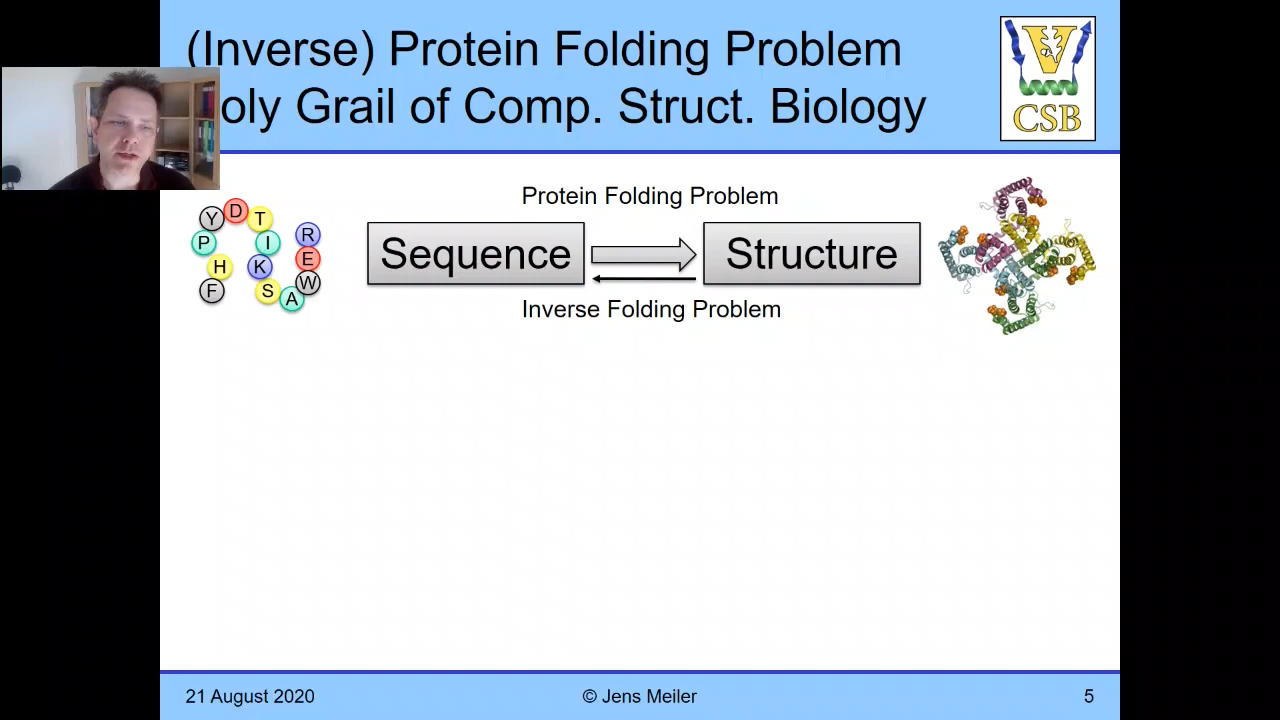 (Inverse) Protein Folding Problem
oly Grail of Comp. Struct. Biology
V
CSB
Protein Folding Problem
Sequence
Structure
Inverse Folding Problem
F
H
P
Y
D
T
I
K
S
A
W
E
R
21 August 2020
© Jens Meiler
5